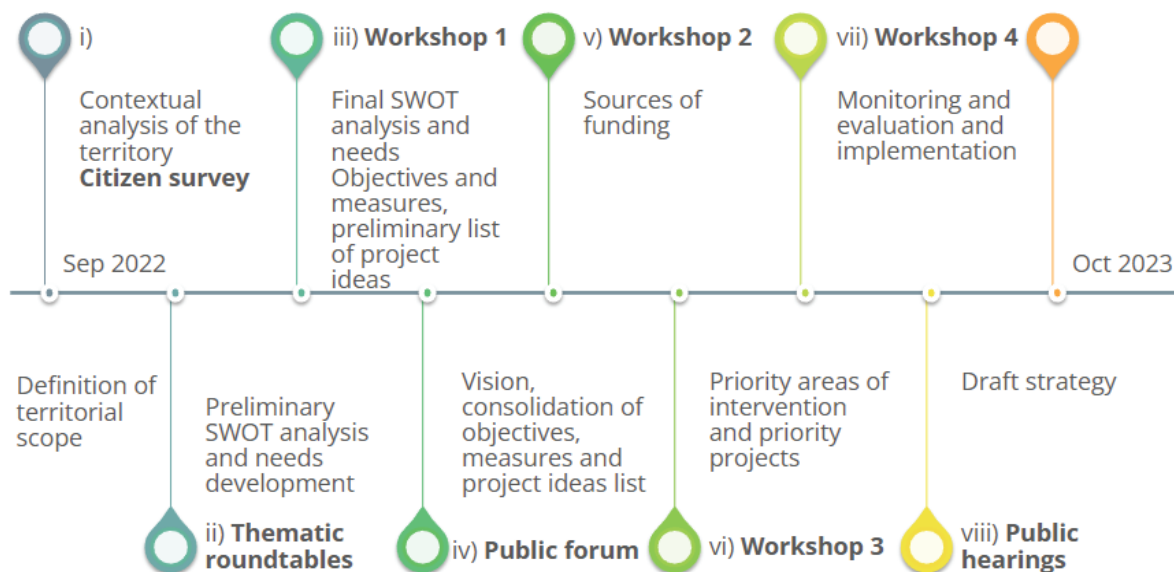 i)
Contextual
analysis of the
territory
Citizen survey
Sep 2022
iii) Workshop 1
Final SWOT
analysis and
needs
Objectives and
measures,
preliminary list
of project
ideas
v) Workshop 2
Sources of
funding
vii) Workshop 4
Monitoring and
evaluation and
implementation
Oct 2023
Definition of
territorial
scope
Preliminary
SWOT analysis
and needs
development
ii) Thematic
roundtables
Vision,
consolidation of
objectives,
measures and
project ideas list
iv) Public forum
Priority areas of
intervention
and priority
projects
vi) Workshop 3
Draft strategy
viii) Public
hearings